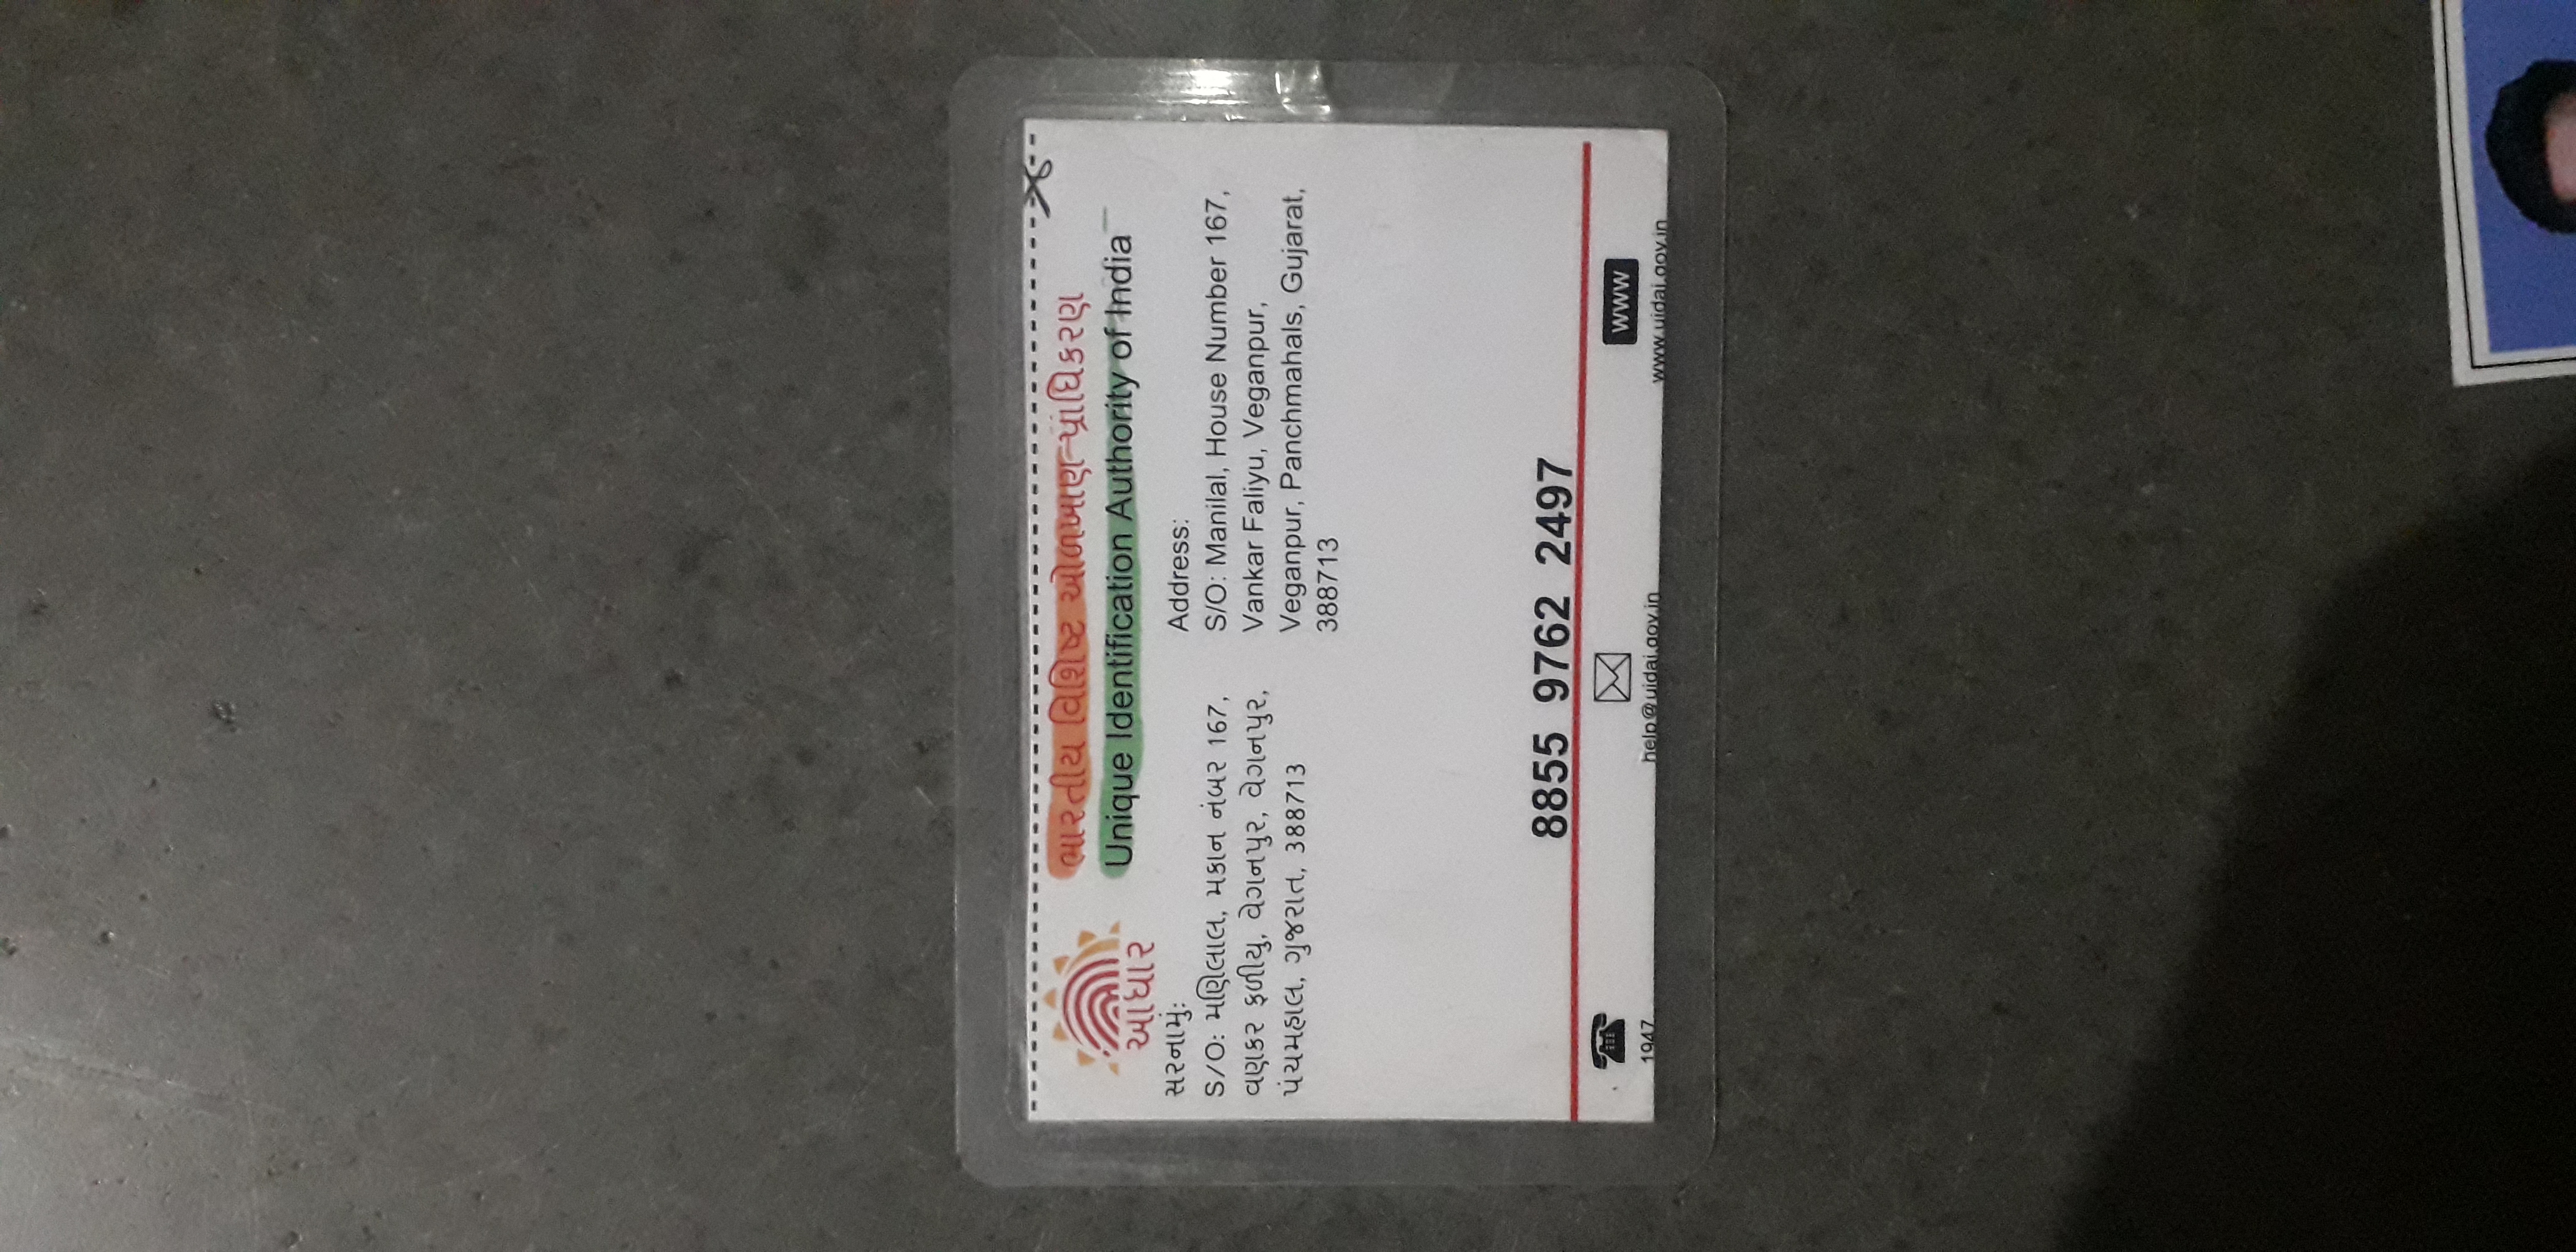 ભારતીય વિશિષ્ટ ઓળખાણ પ્રાધિકરણ
Unique Identification Authority of India
આધાર
સરનામું:
S/O: મણિલાલ, મકાન નંબર 167,
વણકર ફળીયુ, વેગનપુર, વેગનપુર,
પંચમહાલ, ગુજરાત, 388713
Address:
S/O: Manilal, House Number 167,
Vankar Faliyu, Veganpur,
Veganpur, Panchmahals, Gujarat,
388713
8855 9762 2497
1947
help@uidai.gov.in
www
www.uidai.gov.in